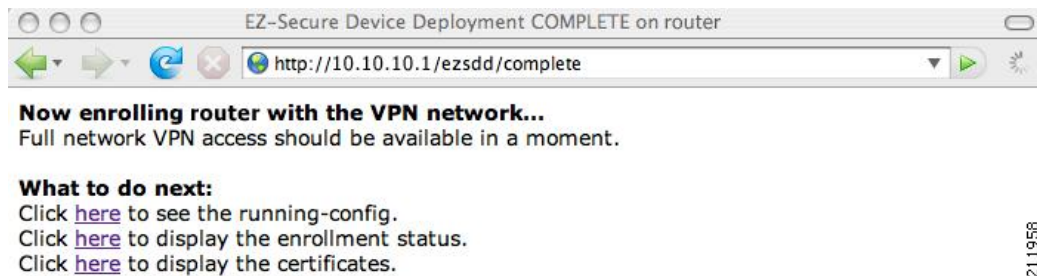 EZ-Secure Device Deployment COMPLETE on router
http://10.10.10.1/ezsdd/complete
Now enrolling router with the VPN network...
Full network VPN access should be available in a moment.
What to do next:
Click here to see the running-config.
Click here to display the enrollment status.
Click here to display the certificates.
211958